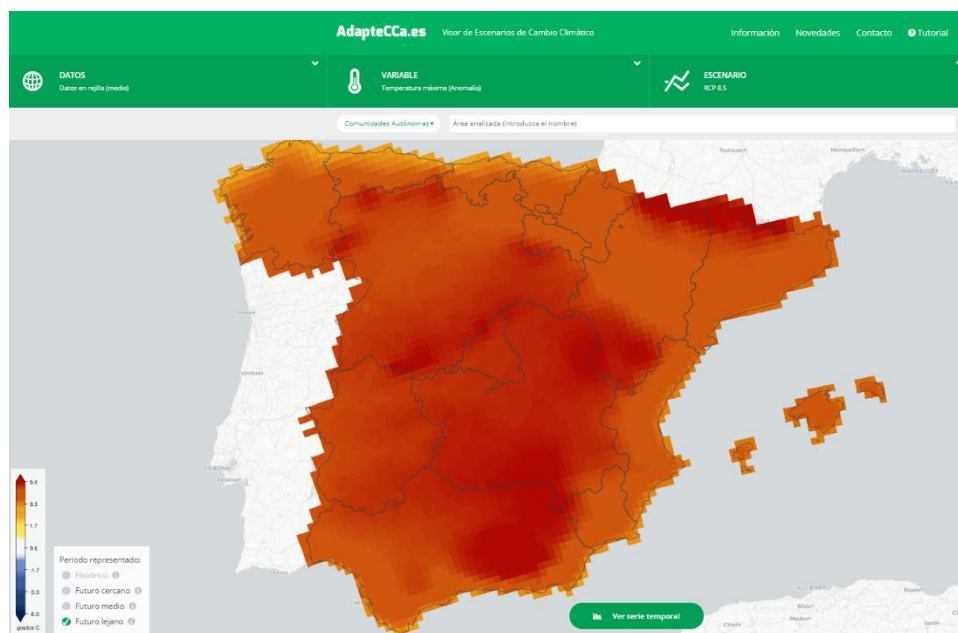 AdapteCCa.es Visor de Escenarios de Cambio Climático Información Novedades Contacto Tutorial
DATOS
Datos en rejilla (media)
VARIABLE
Temperatura máxima (Anomalía)
ESCENARIO
RCP 8.5
Comunidades Autónomas
Área analizada (introduzca el nombre)
Toulouse
MARSEILLE
LISBOA
5.0
3.3
1.7
0.0
-1.7
-3.3
-5.0
grados C
Periodo representado:
Histórico
Futuro cercano
Futuro medio
Futuro lejano
Ver serie temporal